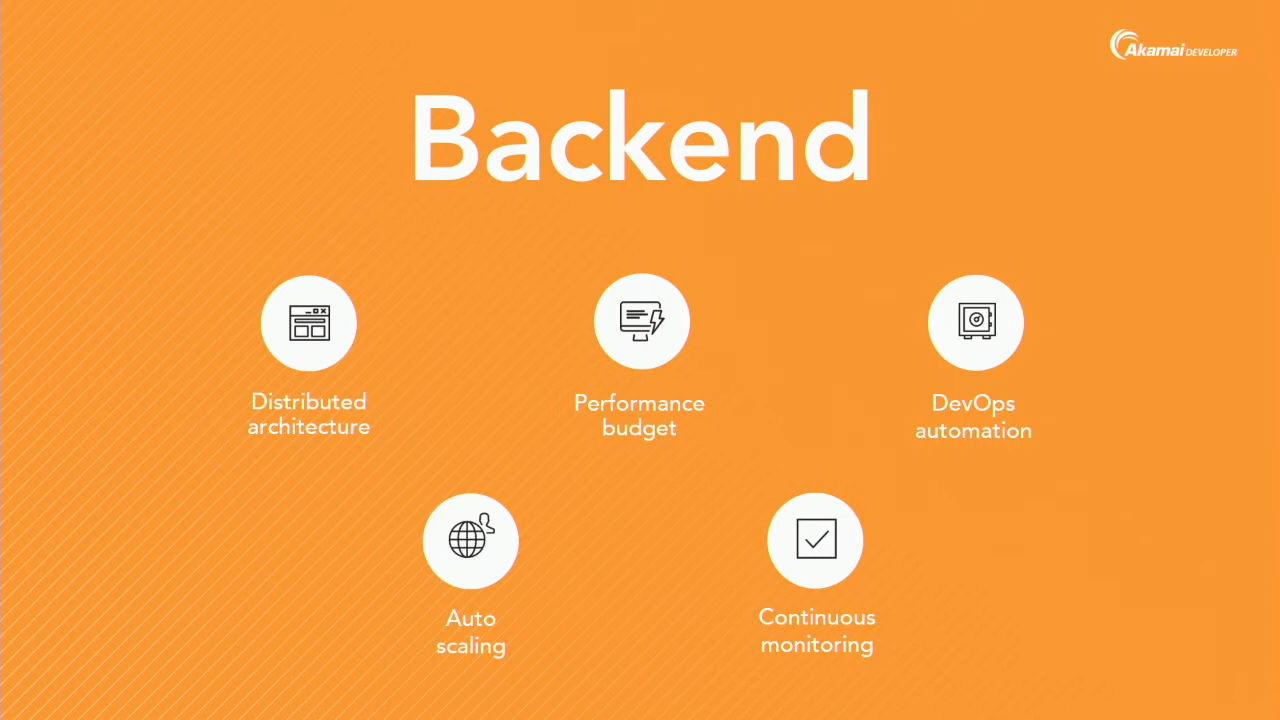 Akamai DEVELOPER
Backend
Distributed
architecture
Performance
budget
DevOps
automation
Auto
scaling
Continuous
monitoring